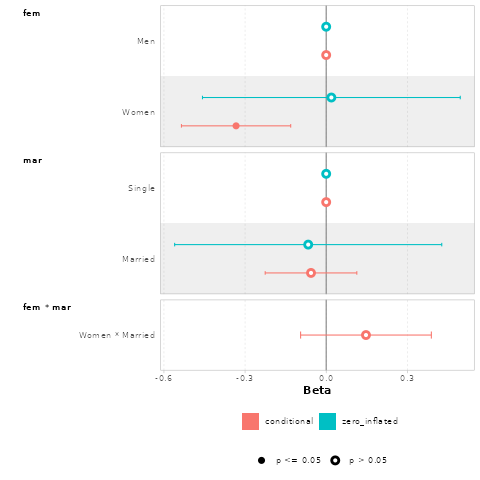 fem
Men
Women
mar
Single
Married
fem * mar
Women * Married
-0.6 -0.3 0.0 0.3
Beta
conditional zero_inflated
p <= 0.05 p > 0.05